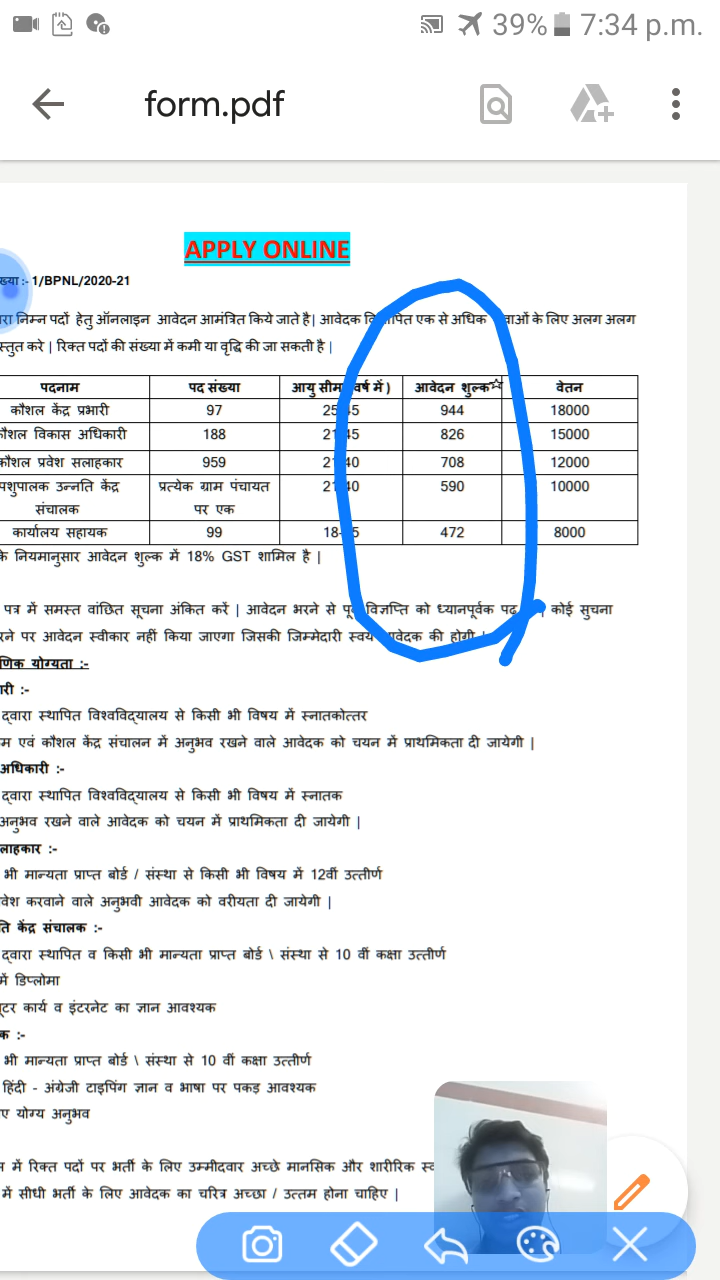 39% 7:34 p.m.
form.pdf
APPLY ONLINE
ख्या :- 1/BPNL/2020-21
रा निम्न पदों हेतु ऑनलाइन आवेदन आमंत्रित किये जाते है| आवेदक एक से अधिक के लिए अलग अलग
स्तुत करे | रिक्त पदों की संख्या में कमी या वृद्धि की जा सकती है |
पदनाम पद संख्या आयु सीमा वर्ष में ) आवेदन शुल्क☆ वेतन
कौशल केंद्र प्रभारी 97 944 18000
कौशल विकास अधिकारी 188 826 15000
कौशल प्रवेश सलाहकार 959 708 12000
पशुपालक उन्नति केंद्र प्रत्येक ग्राम पंचायत 590 10000
संचालक पर एक
कार्यालय सहायक 99 472 8000
के नियमानुसार आवेदन शुल्क में 18% GST शामिल है |
पत्र में समस्त वांछित सूचना अंकित करें | आवेदन भरने से विज्ञप्ति को ध्यानपूर्वक कोई सुचना
रने पर आवेदन स्वीकार नहीं किया जाएगा जिसकी जिम्मेदारी की होगी |
णिक योग्यता :-
ारी :-
द्वारा स्थापित विश्वविद्यालय से किसी भी विषय में स्नातकोत्तर
म एवं कौशल केंद्र संचालन में अनुभव रखने वाले आवेदक को चयन में प्राथमिकता दी जायेगी |
अधिकारी :-
द्वारा स्थापित विश्वविद्यालय से किसी भी विषय में स्नातक
अनुभव रखने वाले आवेदक को चयन में प्राथमिकता दी जायेगी |
लाहकार :-
भी मान्यता प्राप्त बोर्ड / संस्था से किसी भी विषय में 12वीं उत्तीर्ण
वेश करवाने वाले अनुभवी आवेदक को वरीयता दी जायेगी |
ति केंद्र संचालक :-
द्वारा स्थापित व किसी भी मान्यता प्राप्त बोर्ड \ संस्था से 10 वीं कक्षा उत्तीर्ण
में डिप्लोमा
यूटर कार्य व इंटरनेट का ज्ञान आवश्यक
क :-
भी मान्यता प्राप्त बोर्ड \ संस्था से 10 वीं कक्षा उत्तीर्ण
हिंदी - अंग्रेजी टाइपिंग ज्ञान व भाषा पर पकड़ आवश्यक
ए योग्य अनुभव
में रिक्त पदों पर भर्ती के लिए उम्मीदवार अच्छे मानसिक और शारीरिक
में सीधी भर्ती के लिए आवेदक का चरित्र अच्छा / उत्तम होना चाहिए |